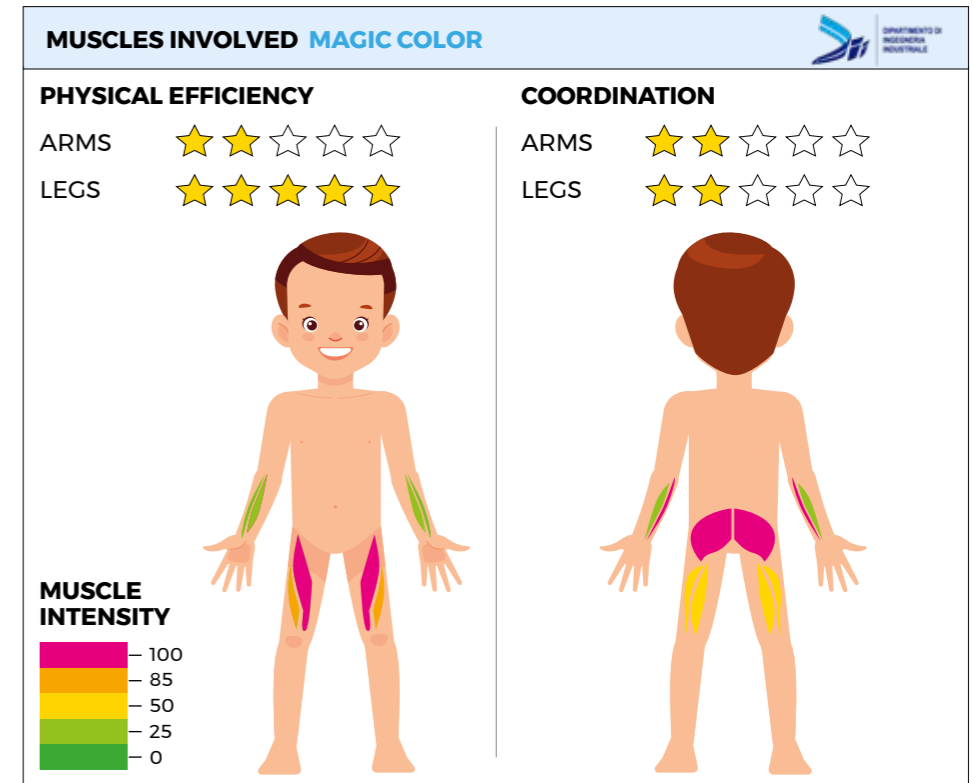 MUSCLES INVOLVED MAGIC COLOR
DIPARTIMENTO DI
INGEGNERIA
INDUSTRIALE
PHYSICAL EFFICIENCY
ARMS
LEGS
COORDINATION
ARMS
LEGS
MUSCLE
INTENSITY
100
85
50
25
0